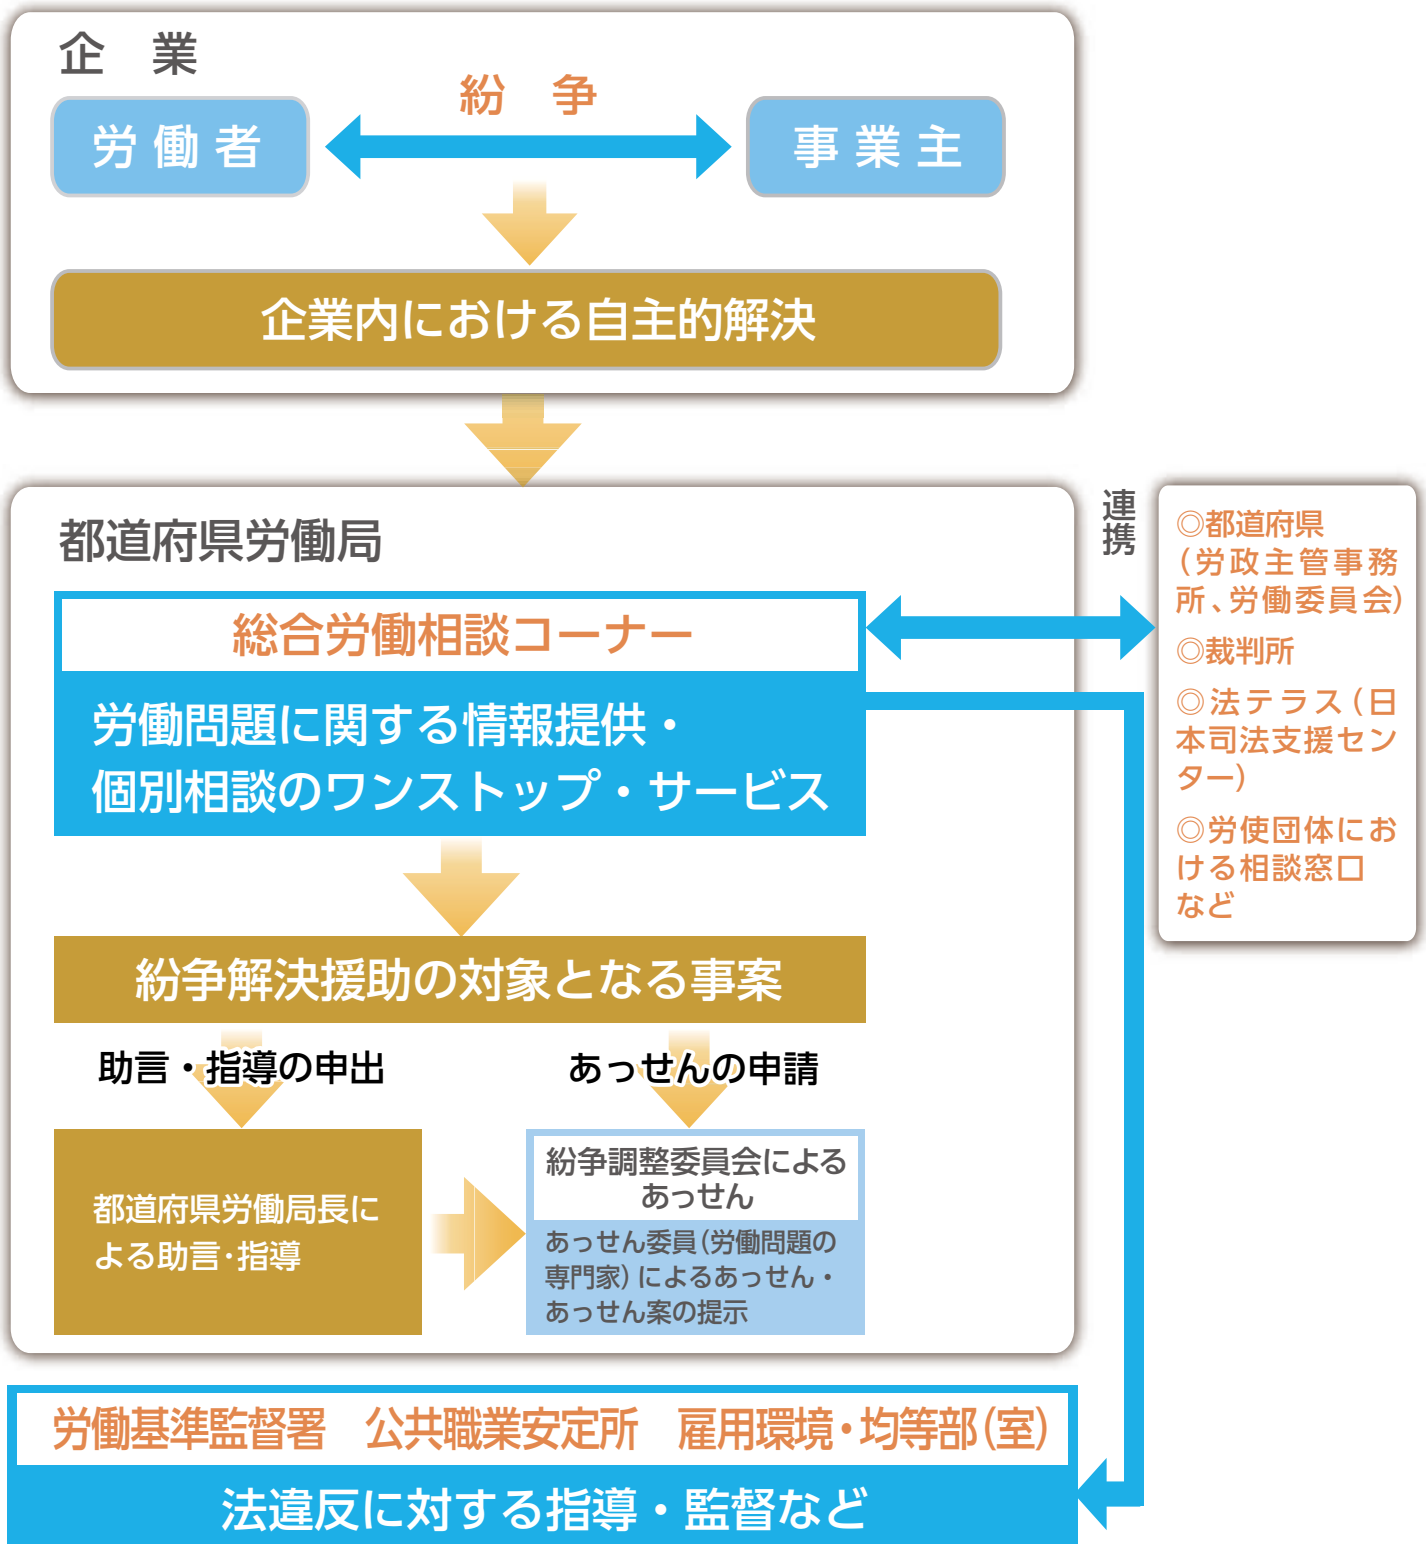 企　業
紛　争
労働者
事業主
企業内における自主的解決
都道府県労働局
総合労働相談コーナー
労働問題に関する情報提供・
個別相談のワンストップ・サービス
連携
◎都道府県
（労政主管事務
所、労働委員会）
◎裁判所
◎法テラス（日
本司法支援セン
ター）
◎労使団体にお
ける相談窓口
など
紛争解決援助の対象となる事案
助言・指導の申出
あっせんの申請
都道府県労働局長に
よる助言・指導
紛争調整委員会による
あっせん
あっせん委員（労働問題の
専門家）によるあっせん・
あっせん案の提示
労働基準監督署　公共職業安定所　雇用環境・均等部（室）
法違反に対する指導・監督など